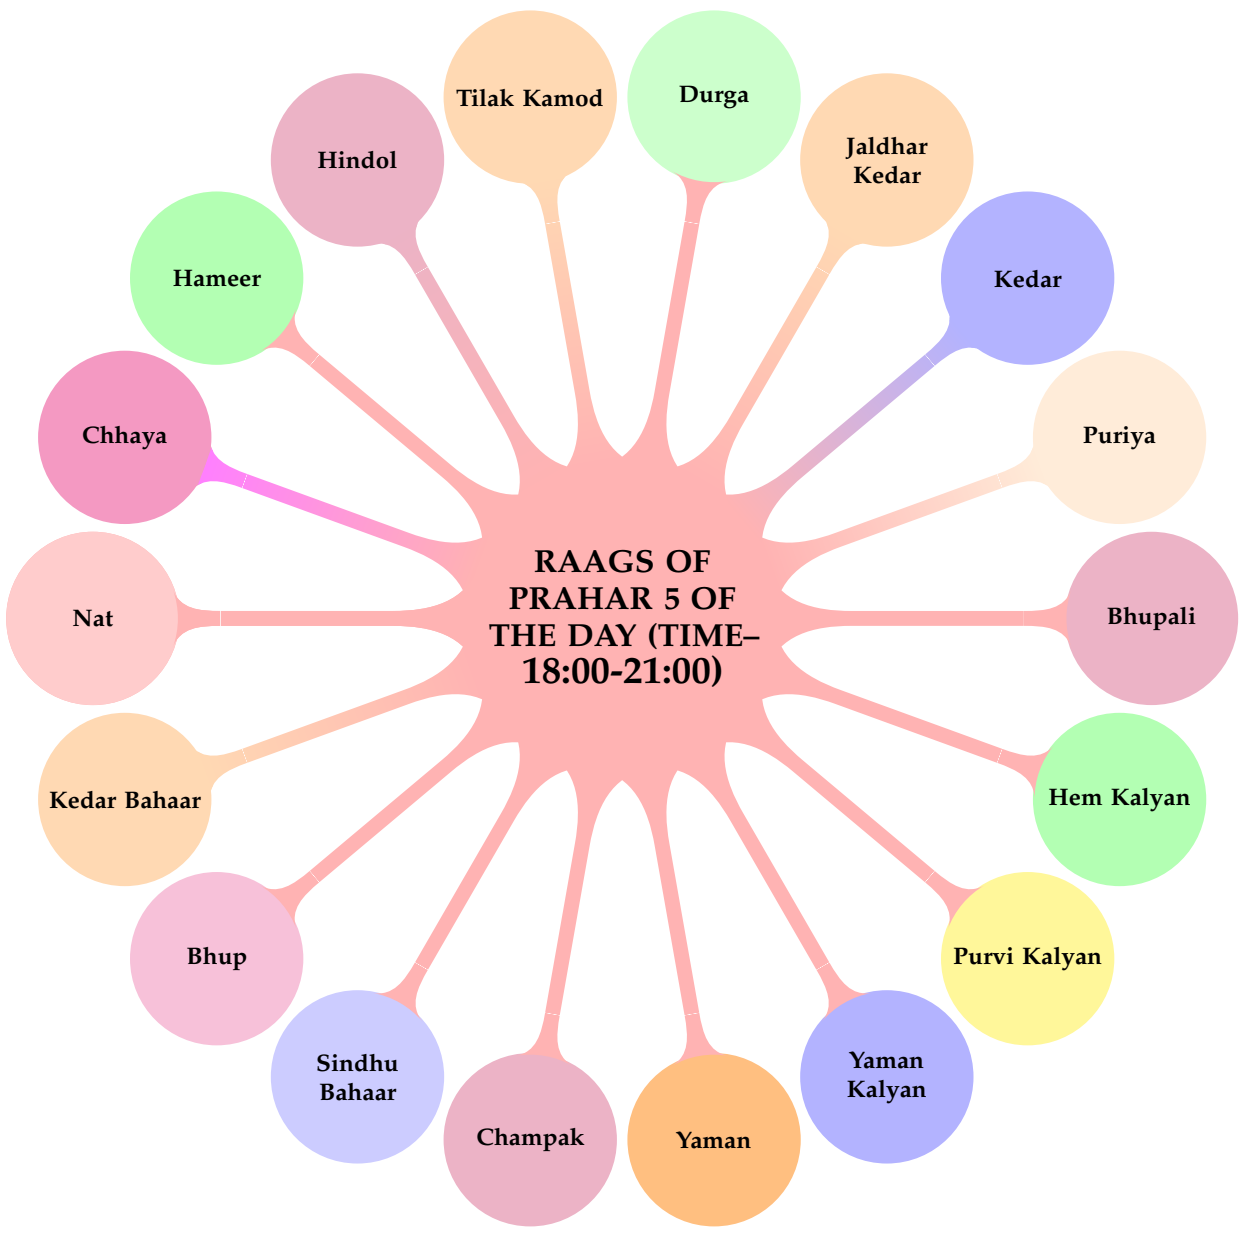 Tilak Kamod
Durga
Jaldhar
Kedar
Kedar
Puriya
Bhupali
Hem Kalyan
Purvi Kalyan
Yaman
Kalyan
Yaman
Champak
Sindhu
Bahaar
Bhup
Kedar Bahaar
Nat
Chhaya
Hameer
Hindol
RAAGS OF
PRAHAR 5 OF
THE DAY (TIME–
18:00-21:00)